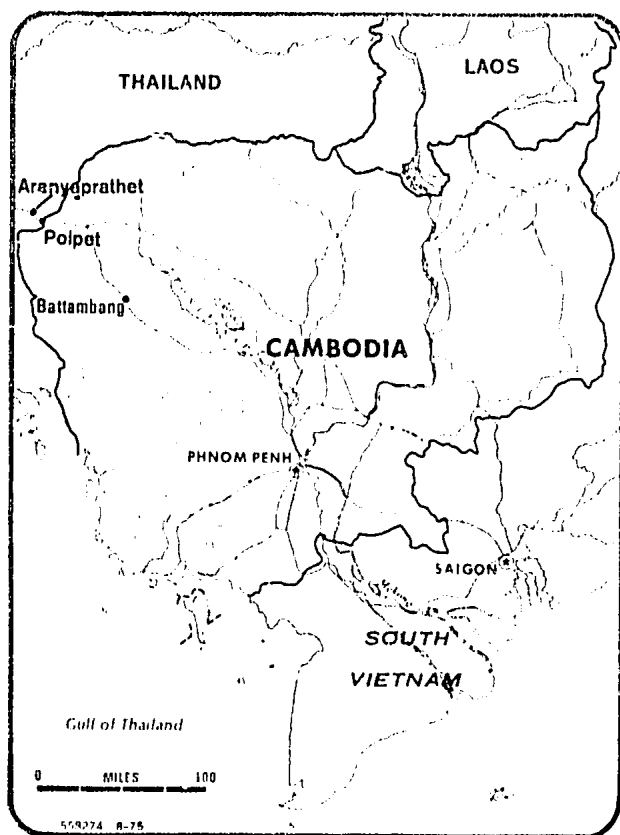 THAILAND
LAOS
Aranyaprathet
Poipet
Battambang
CAMBODIA
PHNOM PENH
SAIGON
SOUTH
VIETNAM
Gulf of Thailand
0 MILES 100
559274 8-75